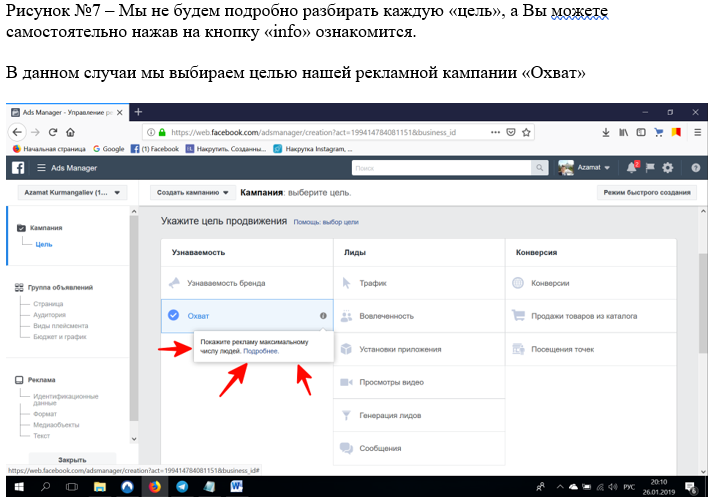 Рисунок №7 – Мы не будем подробно разбирать каждую «цель», а Вы можете
самостоятельно нажав на кнопку «info» ознакомится.
В данном случаи мы выбираем целью нашей рекламной кампании «Охват»
Ads Manager - Управление ре
https://web.facebook.com/adsmanager/creation?act=199414784081151&business_id
Начальная страница Google (1) Facebook Накрутить. Созданны... Накрутка Instagram, ...
Ads Manager Поиск Azamat 2
Azamat Kurmangaliev (1... Создать кампанию Кампания: выберите цель. Режим быстрого создания
Кампания
Цель
Группа объявлений
Страница
Аудитория
Виды плейсмента
Бюджет и график
Реклама
Идентификационные
данные
Формат
Медиаобъекты
Текст
Закрыть
Укажите цель продвижения Помощь: выбор цели
Узнаваемость Лиды Конверсия
Узнаваемость бренда Трафик Конверсии
Охват Вовлеченность Продажи товаров из каталога
Покажите рекламу максимальному
числу людей. Подробнее.
Установки приложения Посещения точек
Просмотры видео
Генерация лидов
Сообщения
https://web.facebook.com/adsmanager/creation?act=199414784081151&business_id#
РУС 20:10
26.01.2019 6